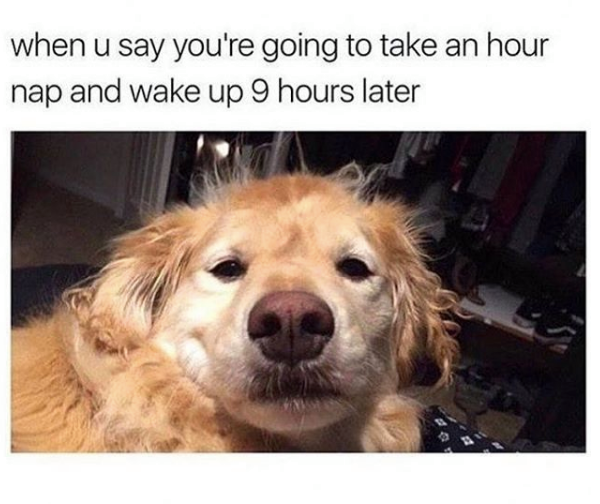 when u say you're going to take an hour
nap and wake up 9 hours later